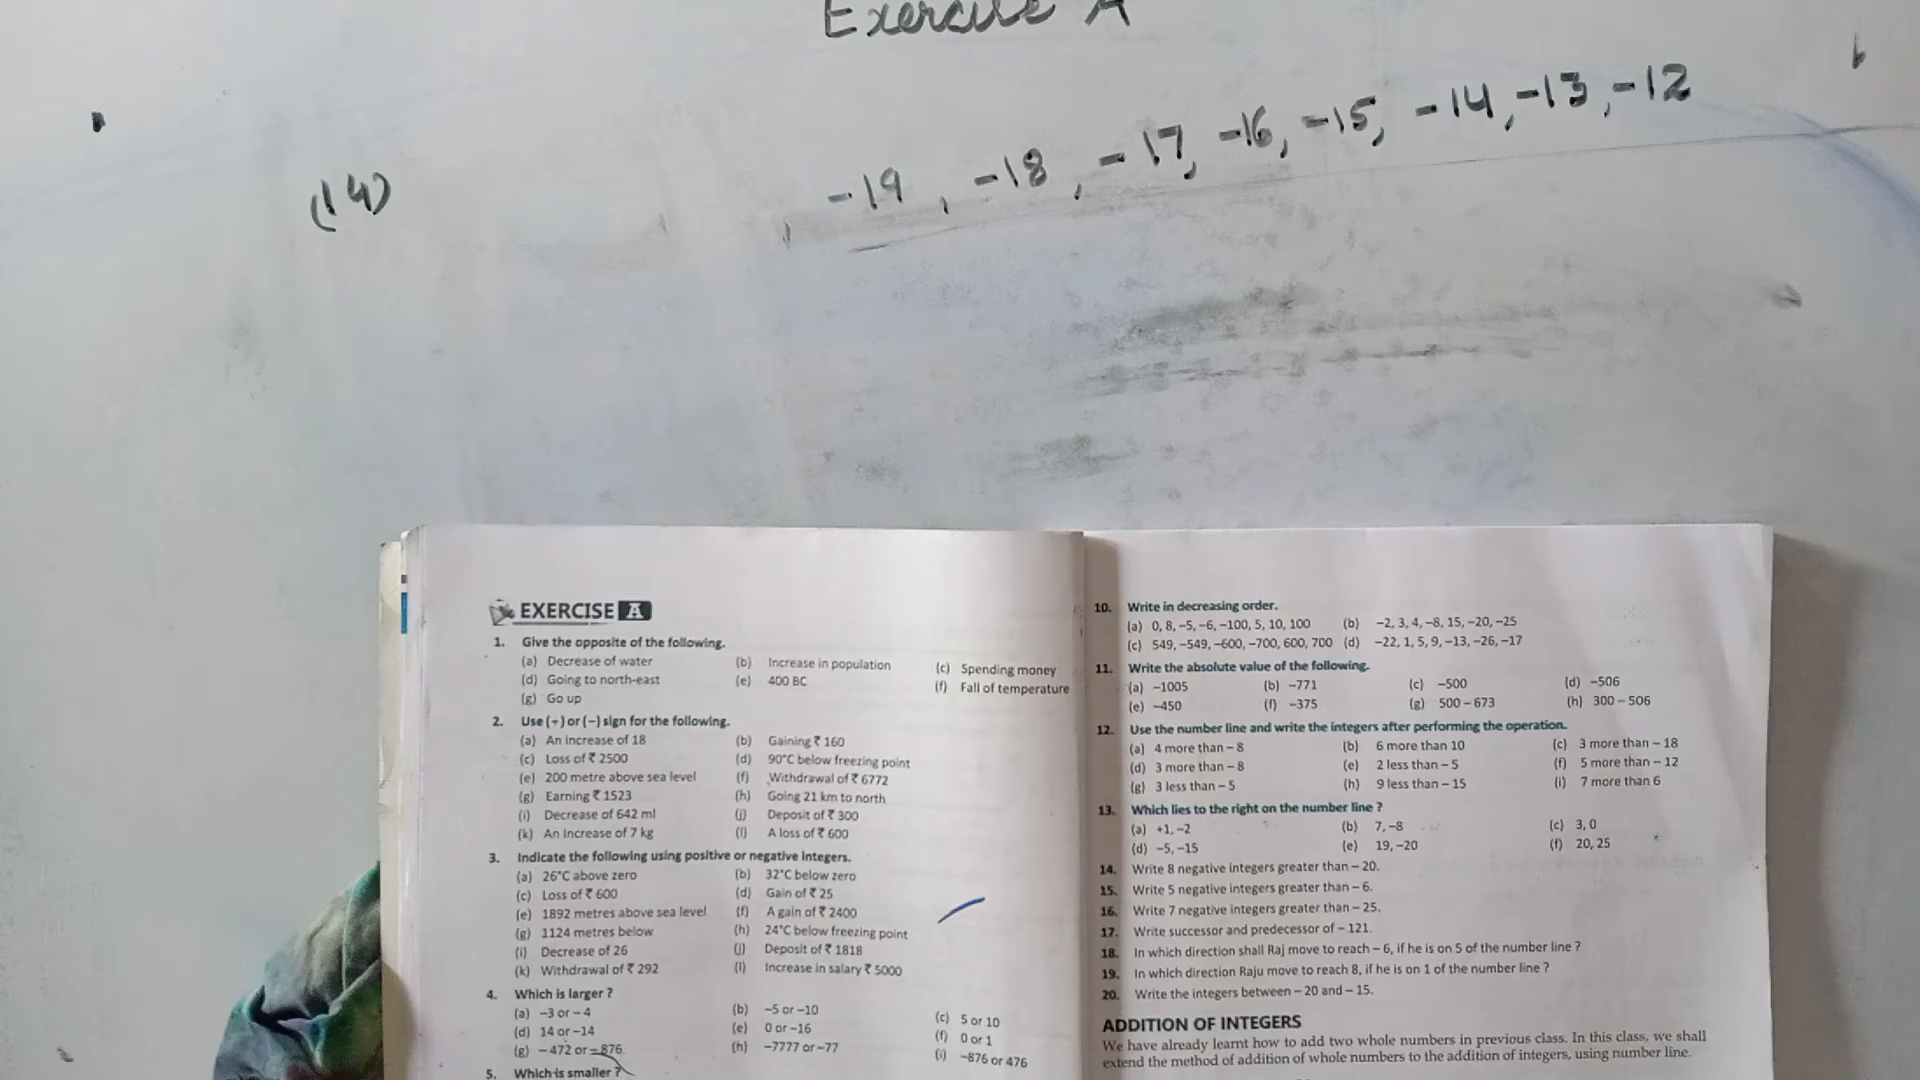 Exercise A
(14) -19, -18, -17, -16, -15, -14, -13, -12
EXERCISE A
1. Give the opposite of the following.
(a) Decrease of water (b) Increase in population (c) Spending money
(d) Going to north-east (e) 400 BC (f) Fall of temperature
(g) Go up
2. Use (+) or (−) sign for the following.
(a) An increase of 18 (b) Gaining ₹ 160
(c) Loss of ₹ 2500 (d) 90°C below freezing point
(e) 200 metre above sea level (f) Withdrawal of ₹ 6772
(g) Earning ₹ 1523 (h) Going 21 km to north
(i) Decrease of 642 ml (j) Deposit of ₹ 300
(k) An increase of 7 kg (l) A loss of ₹ 600
3. Indicate the following using positive or negative integers.
(a) 26°C above zero (b) 32°C below zero
(c) Loss of ₹ 600 (d) Gain of ₹ 25
(e) 1892 metres above sea level (f) A gain of ₹ 2400
(g) 1124 metres below (h) 24°C below freezing point
(i) Decrease of 26 (j) Deposit of ₹ 1818
(k) Withdrawal of ₹ 292 (l) Increase in salary ₹ 5000
4. Which is larger ?
(a) −3 or − 4 (b) −5 or −10 (c) 5 or 10
(d) 14 or −14 (e) 0 or −16 (f) 0 or 1
(g) − 472 or − 876 (h) −7777 or −77 (i) −876 or 476
5. Which is smaller ?
10. Write in decreasing order.
(a) 0, 8, −5, −6, −100, 5, 10, 100 (b) −2, 3, 4, −8, 15, −20, −25
(c) 549, −549, −600, −700, 600, 700 (d) −22, 1, 5, 9, −13, −26, −17
11. Write the absolute value of the following.
(a) −1005 (b) −771 (c) −500 (d) −506
(e) −450 (f) −375 (g) 500 − 673 (h) 300 − 506
12. Use the number line and write the integers after performing the operation.
(a) 4 more than − 8 (b) 6 more than 10 (c) 3 more than − 18
(d) 3 more than − 8 (e) 2 less than − 5 (f) 5 more than − 12
(g) 3 less than − 5 (h) 9 less than − 15 (i) 7 more than 6
13. Which lies to the right on the number line ?
(a) +1, −2 (b) 7, −8 (c) 3, 0
(d) −5, −15 (e) 19, −20 (f) 20, 25
14. Write 8 negative integers greater than − 20.
15. Write 5 negative integers greater than − 6.
16. Write 7 negative integers greater than − 25.
17. Write successor and predecessor of − 121.
18. In which direction shall Raj move to reach − 6, if he is on 5 of the number line ?
19. In which direction Raju move to reach 8, if he is on 1 of the number line ?
20. Write the integers between − 20 and − 15.
ADDITION OF INTEGERS
We have already learnt how to add two whole numbers in previous class. In this class, we shall
extend the method of addition of whole numbers to the addition of integers, using number line.